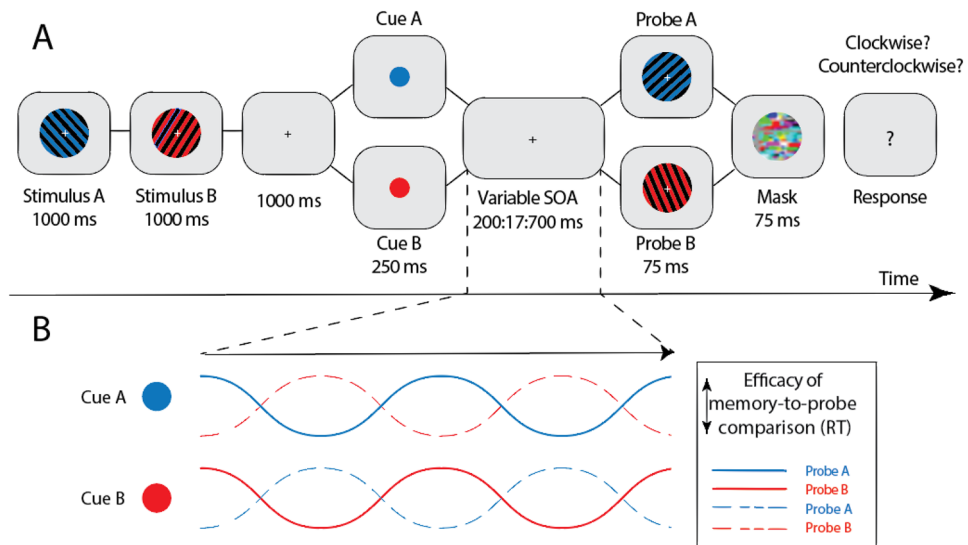 A
Cue A
Probe A
Clockwise?
Counterclockwise?
Stimulus A
1000 ms
Stimulus B
1000 ms
1000 ms
Cue B
250 ms
Variable SOA
200:17:700 ms
Probe B
75 ms
Mask
75 ms
?
Response
Time
B
Cue A
Cue B
Efficacy of
memory-to-probe
comparison (RT)
Probe A
Probe B
Probe A
Probe B